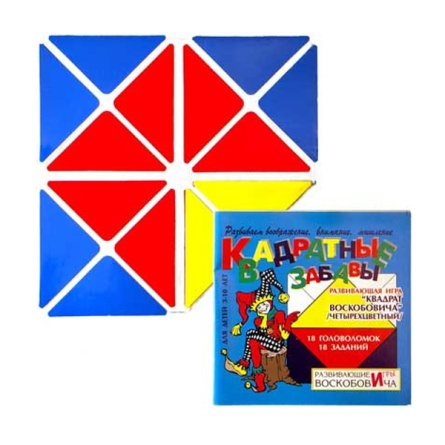 Развиваем воображение, внимание, мышление
КВАДРАТНЫЕ
ЗАБАВЫ
РАЗВИВАЮЩАЯ ИГРА
"КВАДРАТ
ВОСКОБОВИЧА"
/ЧЕТЫРЕХЦВЕТНЫЙ/
18 ГОЛОВОЛОМОК
18 ЗАДАНИЙ
ДЛЯ ДЕТЕЙ 3-10 ЛЕТ
РАЗВИВАЮЩИЕ ИГРЫ
ВОСКОБОВИЧА